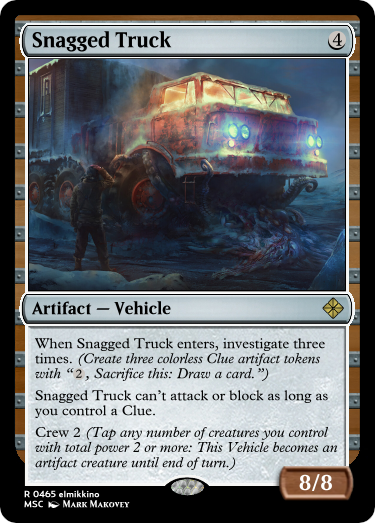 Snagged Truck 4
Artifact — Vehicle
When Snagged Truck enters, investigate three
times. (Create three colorless Clue artifact tokens
with “2, Sacrifice this: Draw a card.”)
Snagged Truck can’t attack or block as long as
you control a Clue.
Crew 2 (Tap any number of creatures you control
with total power 2 or more: This Vehicle becomes an
artifact creature until end of turn.)
8/8
R 0465 elmikkino
MSC Mark Makovey